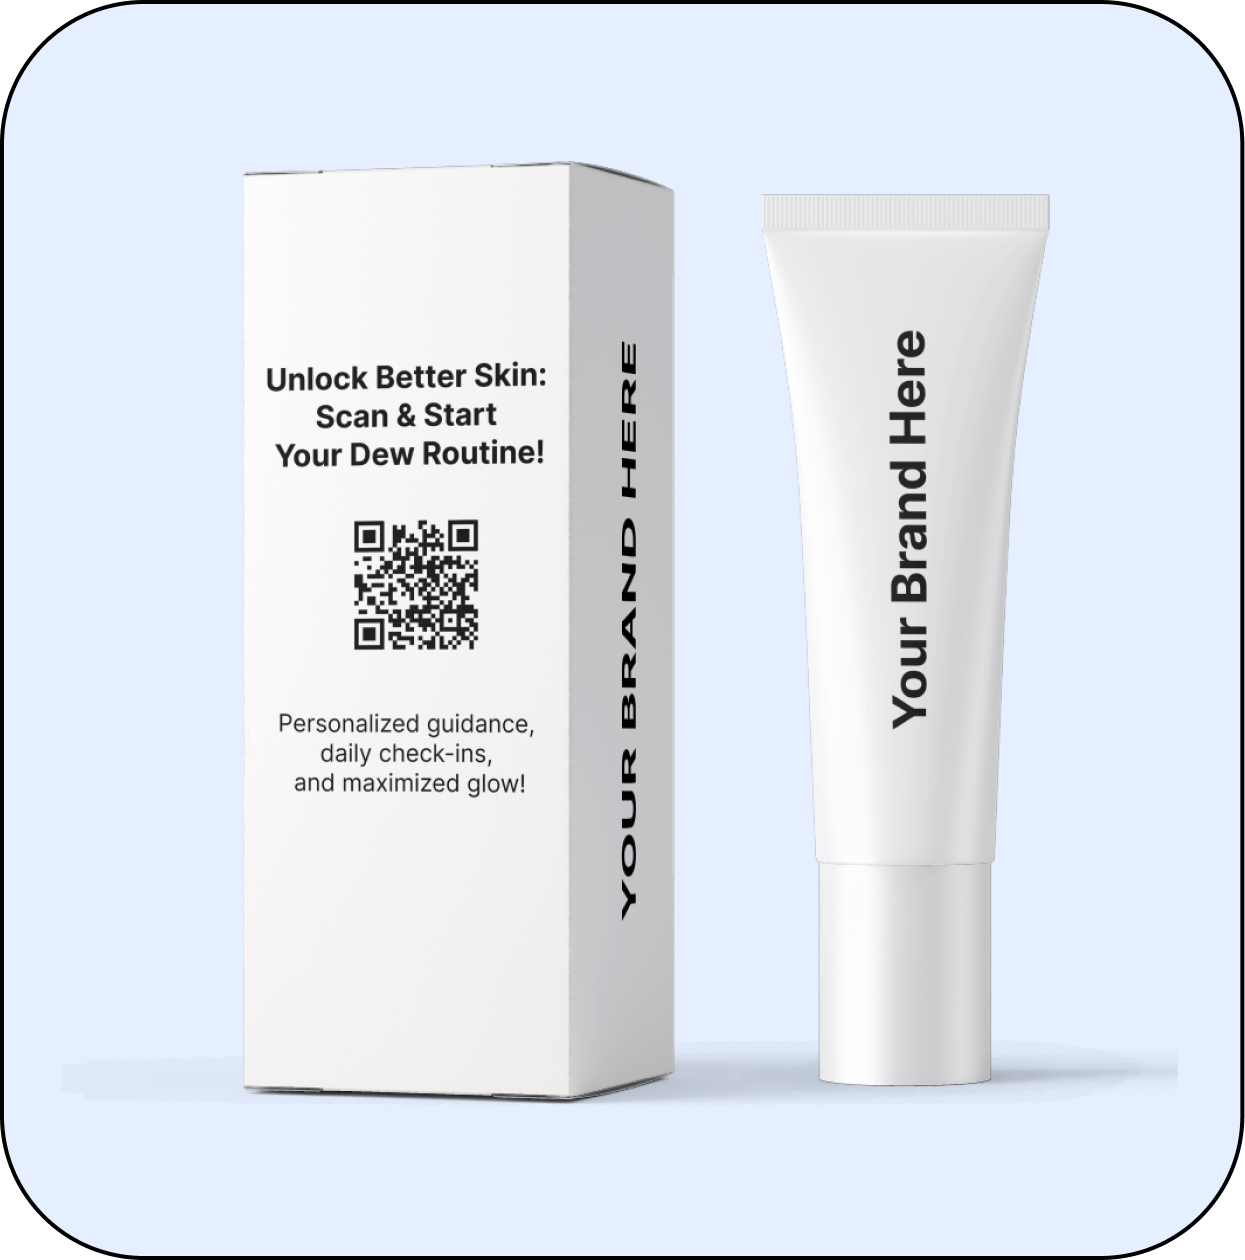 Unlock Better Skin:
Scan & Start
Your Dew Routine!
Personalized guidance,
daily check-ins,
and maximized glow!
YOUR BRAND HERE
Your Brand Here